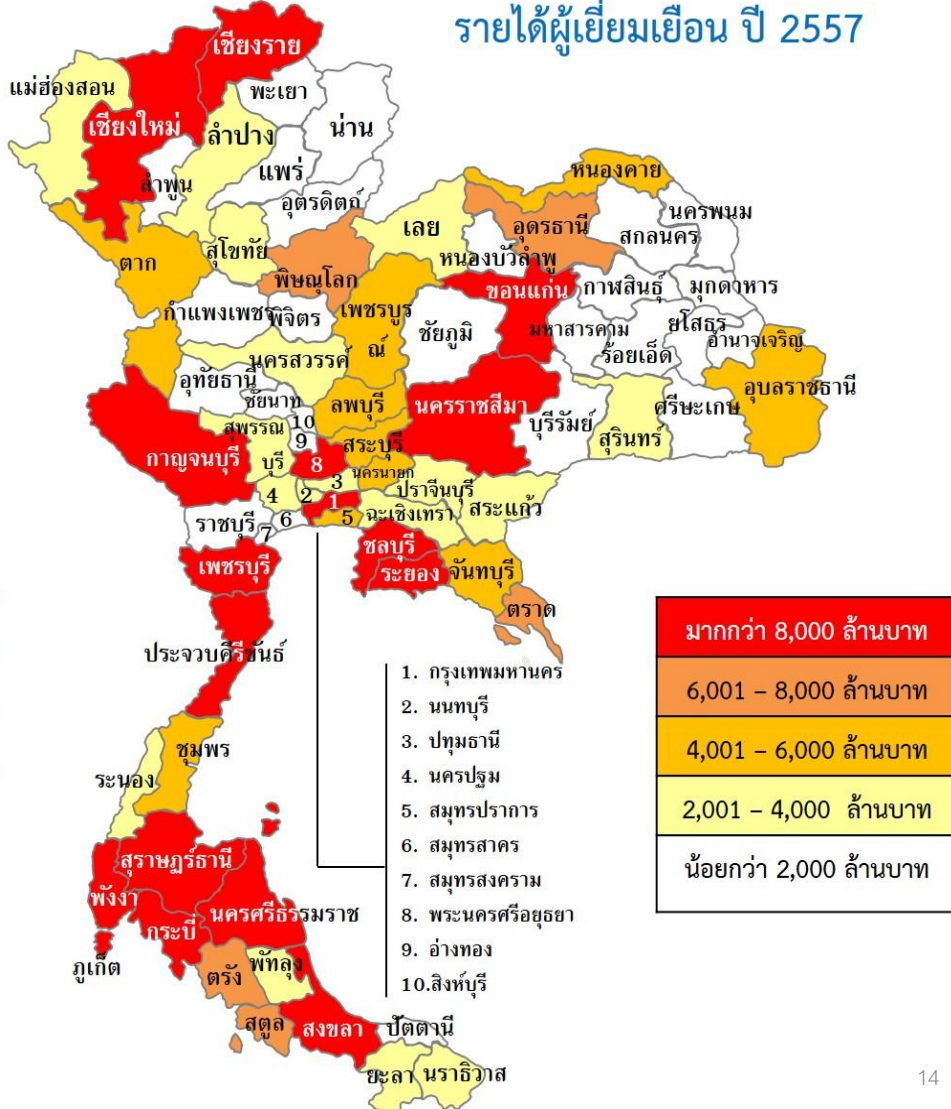 รายได้ผู้เยี่ยมเยือน ปี 2557
เชียงราย
แม่ฮ่องสอน
พะเยา
เชียงใหม่
ลำปาง
น่าน
แพร่
ลำพูน
อุตรดิตถ์
หนองคาย
นครพนม
เลย
อุดรธานี
สกลนคร
สุโขทัย
หนองบัวลำพู
ตาก
พิษณุโลก
ขอนแก่น
กาฬสินธุ์
มุกดาหาร
กำแพงเพชร
พิจิตร
เพชรบูร
ณ์
ชัยภูมิ
มหาสารคาม
ยโสธร
อำนาจเจริญ
ร้อยเอ็ด
นครสวรรค์
อุทัยธานี
อุบลราชธานี
ชัยนาท
ลพบุรี
นครราชสีมา
บุรีรัมย์
สุรินทร์
ศรีษะเกษ
สุพรรณ
บุรี
10
9
สระบุรี
กาญจนบุรี
8
นครนายก
3
ปราจีนบุรี
4
2
1
สระแก้ว
ราชบุรี
7
6
5
ฉะเชิงเทรา
ชลบุรี
เพชรบุรี
ระยอง
จันทบุรี
ตราด
ประจวบคีรีขันธ์
มากกว่า 8,000 ล้านบาท
6,001 – 8,000 ล้านบาท
4,001 – 6,000 ล้านบาท
2,001 – 4,000 ล้านบาท
น้อยกว่า 2,000 ล้านบาท
1. กรุงเทพมหานคร
2. นนทบุรี
3. ปทุมธานี
4. นครปฐม
5. สมุทรปราการ
6. สมุทรสาคร
7. สมุทรสงคราม
8. พระนครศรีอยุธยา
9. อ่างทอง
10.สิงห์บุรี
ชุมพร
ระนอง
สุราษฎร์ธานี
พังงา
นครศรีธรรมราช
กระบี่
ภูเก็ต
ตรัง
พัทลุง
สตูล
สงขลา
ปัตตานี
ยะลา
นราธิวาส
14